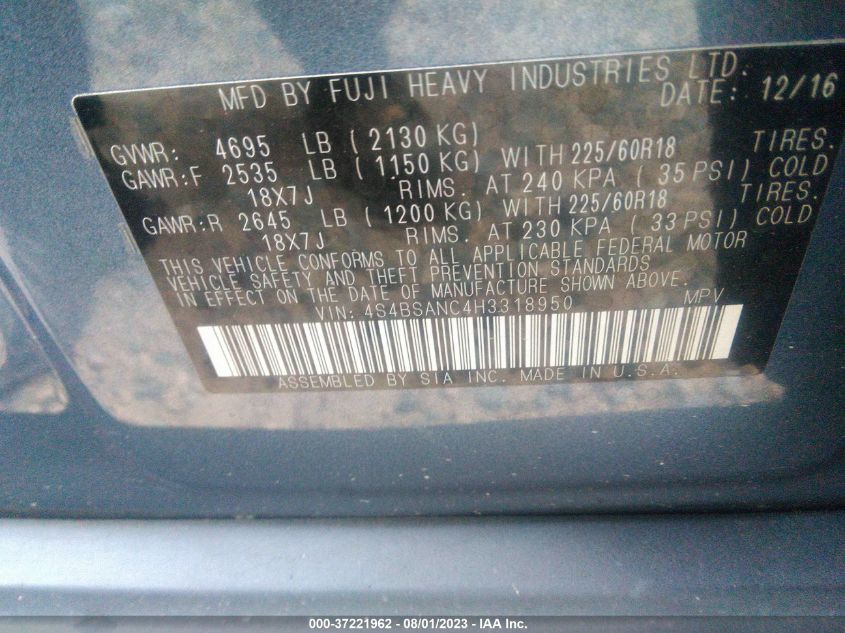 MFD BY FUJI HEAVY INDUSTRIES LTD.
DATE: 12/16
GVWR: 4695 LB (2130 KG)
GAWR:F 2535 LB (1150 KG) WITH 225/60R18 TIRES.
18X7J RIMS. AT 240 KPA (35 PSI) COLD
GAWR:R 2645 LB (1200 KG) WITH 225/60R18 TIRES.
18X7J RIMS. AT 230 KPA (33 PSI) COLD
THIS VEHICLE CONFORMS TO ALL APPLICABLE FEDERAL MOTOR
VEHICLE SAFETY AND THEFT PREVENTION STANDARDS
IN EFFECT ON THE DATE OF MANUFACTURE SHOWN ABOVE.
VIN: 4S4BSANC4H3318950 MPV
ASSEMBLED BY SIA INC. MADE IN U.S.A.
000-37221962 - 08/01/2023 - IAA Inc.